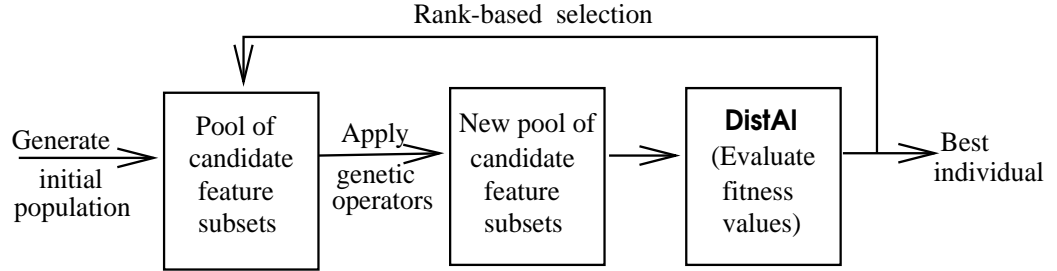 Rank-based selection
Generate
initial
population
Pool of
candidate
feature
subsets
Apply
genetic
operators
New pool of
candidate
feature
subsets
DistAl
(Evaluate
fitness
values)
Best
individual